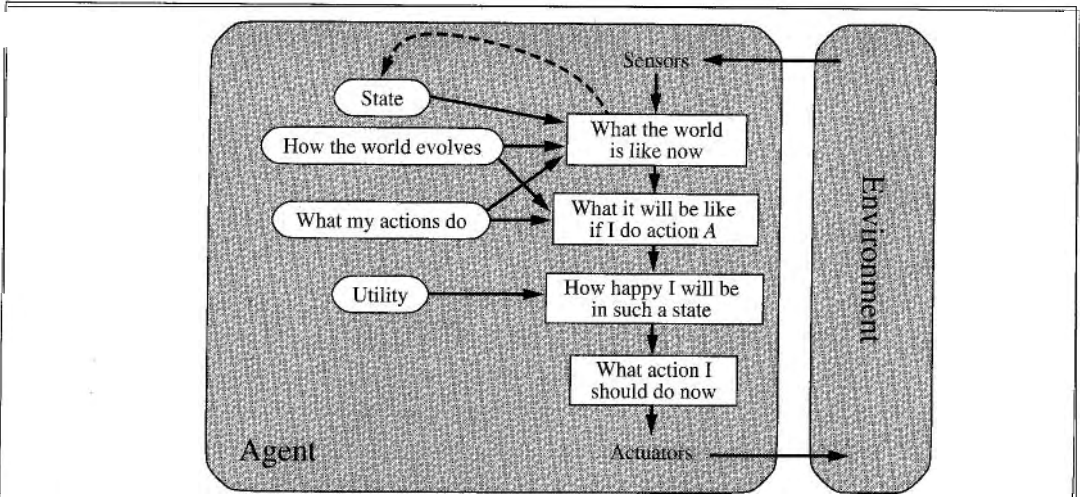 Sensors
State
What the world
is like now
How the world evolves
What it will be like
if I do action A
What my actions do
How happy I will be
in such a state
Utility
What action I
should do now
Agent
Actuators
Environment